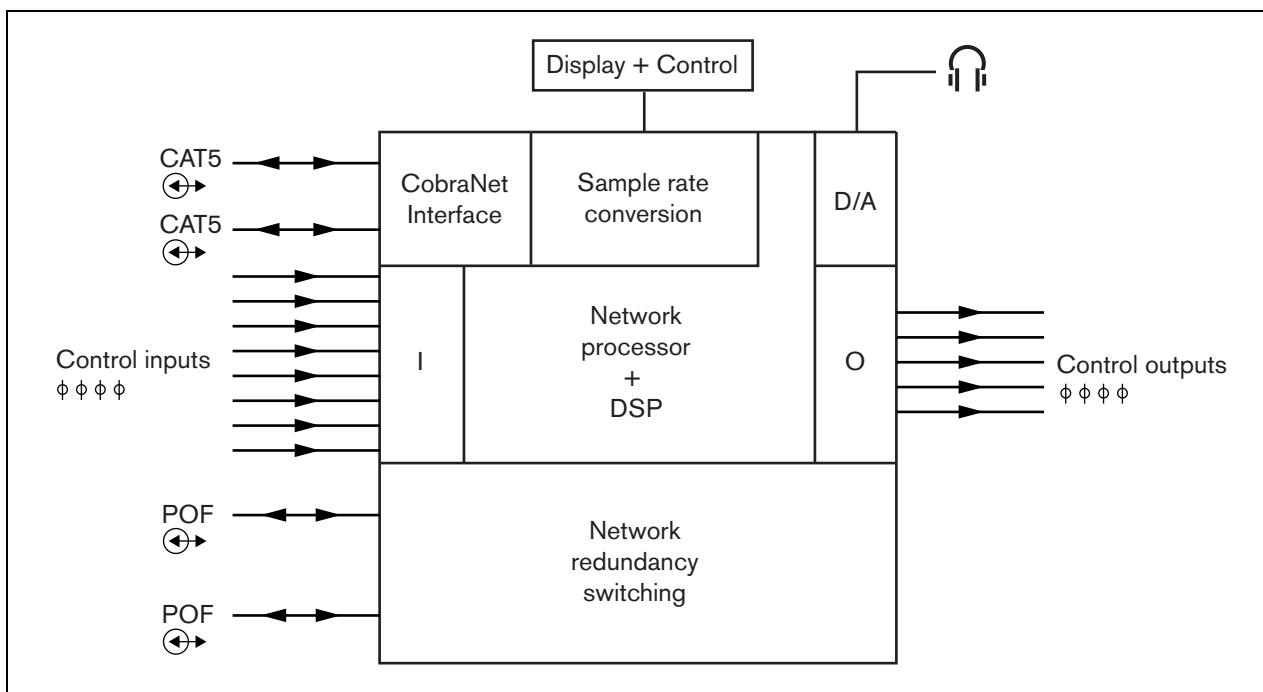 Display + Control
CAT5
CobraNet
Interface
Sample rate
conversion
D/A
CAT5
Control inputs
I
Network
processor
+
DSP
O
Control outputs
POF
Network
redundancy
switching
POF